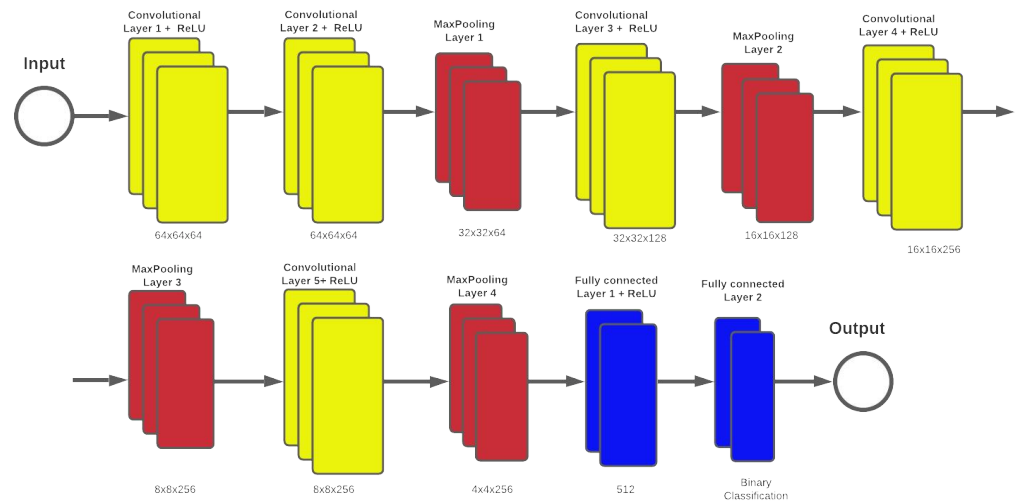 Input
Convolutional
Layer 1 + ReLU
64x64x64
Convolutional
Layer 2 + ReLU
64x64x64
MaxPooling
Layer 1
32x32x64
Convolutional
Layer 3 + ReLU
32x32x128
MaxPooling
Layer 2
16x16x128
Convolutional
Layer 4 + ReLU
16x16x256
MaxPooling
Layer 3
8x8x256
Convolutional
Layer 5+ ReLU
8x8x256
MaxPooling
Layer 4
4x4x256
Fully connected
Layer 1 + ReLU
512
Fully connected
Layer 2
Binary
Classification
Output